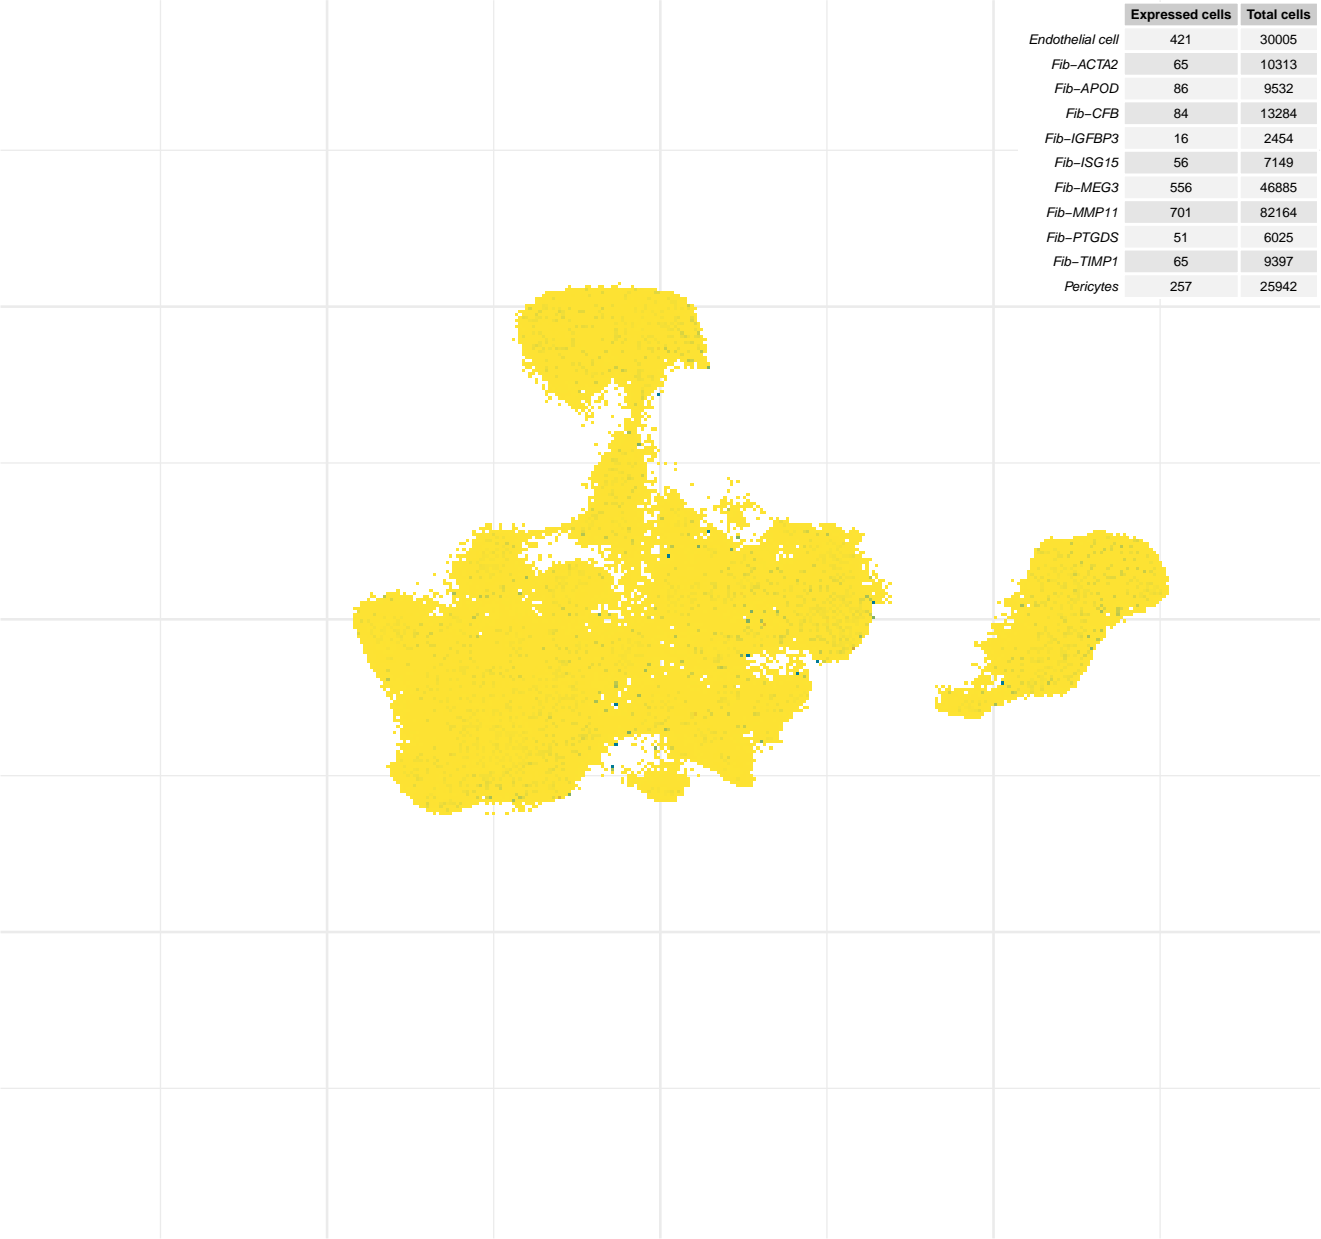 Expressed cells Total cells
Endothelial cell 421 30005
Fib−ACTA2 65 10313
Fib−APOD 86 9532
Fib−CFB 84 13284
Fib−IGFBP3 16 2454
Fib−ISG15 56 7149
Fib−MEG3 556 46885
Fib−MMP11 701 82164
Fib−PTGDS 51 6025
Fib−TIMP1 65 9397
Pericytes 257 25942